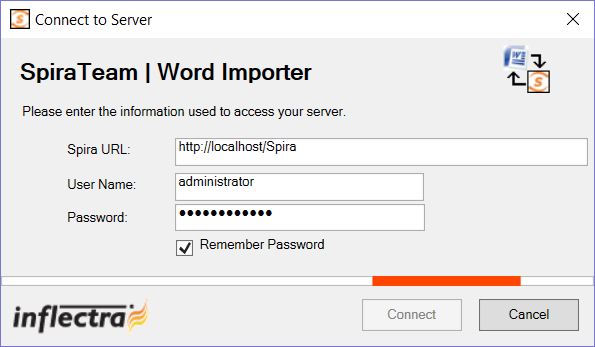 Connect to Server
SpiraTeam | Word Importer
Please enter the information used to access your server.
Spira URL: http://localhost/Spira
User Name: administrator
Password: ●●●●●●●●●●●●
Remember Password
inflectra
Connect Cancel